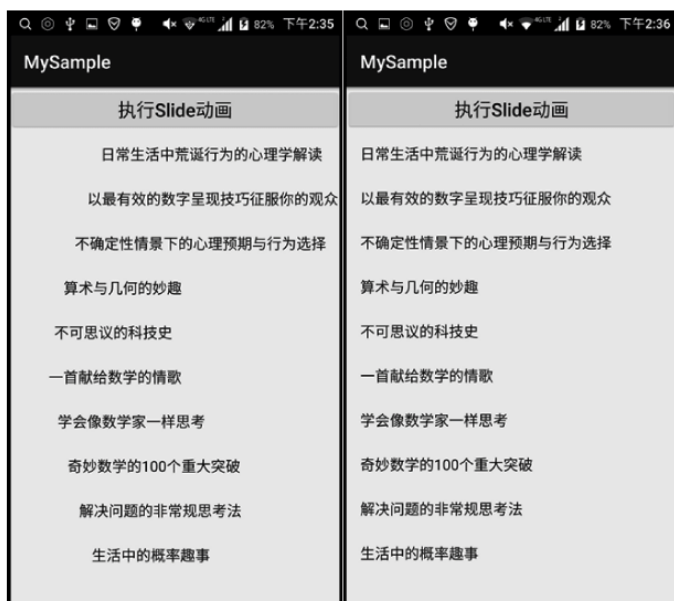 82% 下午2:35
MySample
执行Slide动画
日常生活中荒诞行为的心理学解读
以最有效的数字呈现技巧征服你的观众
不确定性情景下的心理预期与行为选择
算术与几何的妙趣
不可思议的科技史
一首献给数学的情歌
学会像数学家一样思考
奇妙数学的100个重大突破
解决问题的非常规思考法
生活中的概率趣事
4G LTE 82% 下午2:36
MySample
执行Slide动画
日常生活中荒诞行为的心理学解读
以最有效的数字呈现技巧征服你的观众
不确定性情景下的心理预期与行为选择
算术与几何的妙趣
不可思议的科技史
一首献给数学的情歌
学会像数学家一样思考
奇妙数学的100个重大突破
解决问题的非常规思考法
生活中的概率趣事